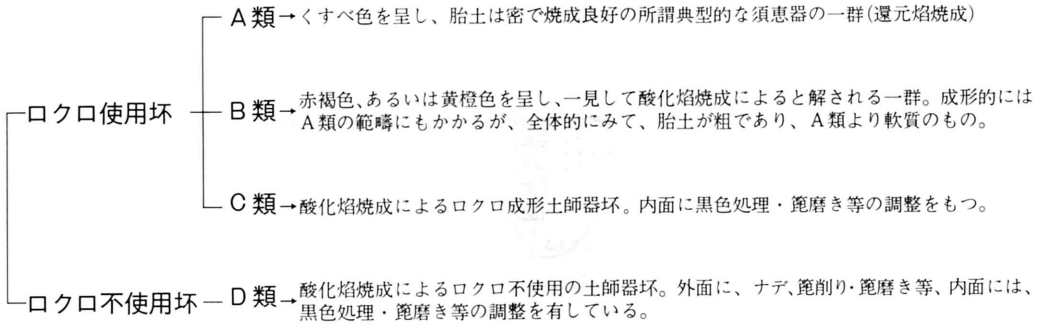 A類→くすべ色を呈し、胎土は密で焼成良好の所謂典型的な須恵器の一群(還元焔焼成)
ロクロ使用坏
B類→赤褐色、あるいは黄橙色を呈し、一見して酸化焔焼成によると解される一群。成形的には
A類の範疇にもかかるが、全体的にみて、胎土が粗であり、A類より軟質のもの。
C類→酸化焔焼成によるロクロ成形土師器坏。内面に黒色処理・箆磨き等の調整をもつ。
ロクロ不使用坏
D類→酸化焔焼成によるロクロ不使用の土師器坏。外面に、ナデ、箆削り・箆磨き等、内面には、
黒色処理・箆磨き等の調整を有している。